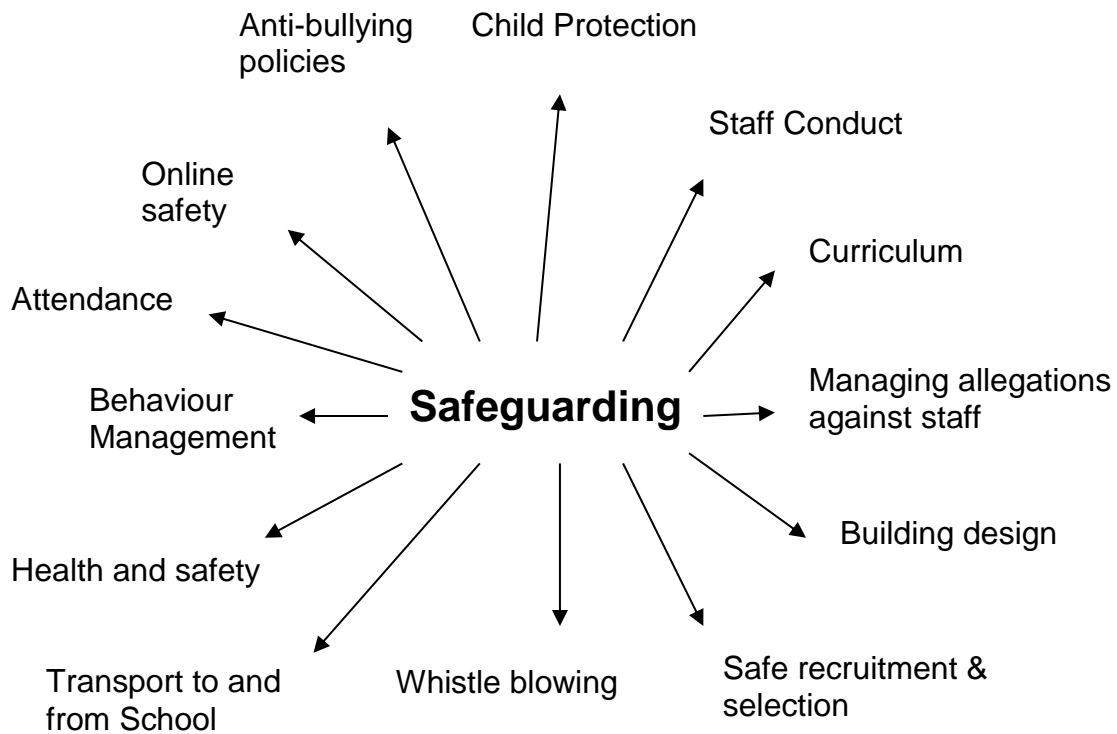 Anti-bullying
policies
Child Protection
Staff Conduct
Online
safety
Curriculum
Attendance
Behaviour
Management
Safeguarding
Managing allegations
against staff
Building design
Health and safety
Transport to and
from School
Whistle blowing
Safe recruitment &
selection